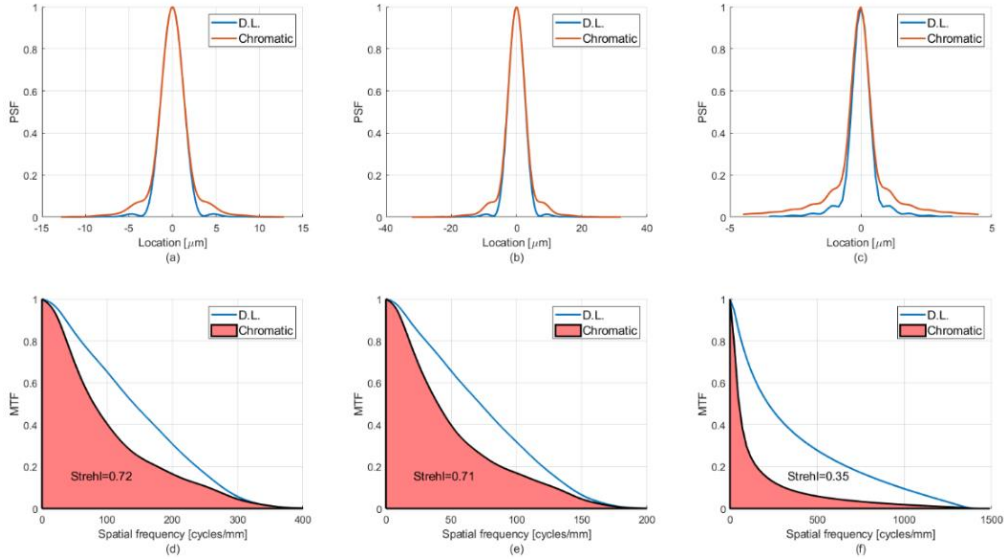 1
0.8
0.6
0.4
0.2
0
PSF
D.L.
Chromatic
-15 -10 -5 0 5 10 15
Location [μm]
(a)
1
0.8
0.6
0.4
0.2
0
PSF
D.L.
Chromatic
-40 -20 0 20 40
Location [μm]
(b)
1
0.8
0.6
0.4
0.2
0
PSF
D.L.
Chromatic
-5 0 5
Location [μm]
(c)
1
0.8
0.6
0.4
0.2
0
MTF
D.L.
Chromatic
Strehl=0.72
0 100 200 300 400
Spatial frequency [cycles/mm]
(d)
1
0.8
0.6
0.4
0.2
0
MTF
D.L.
Chromatic
Strehl=0.71
0 50 100 150 200
Spatial frequency [cycles/mm]
(e)
1
0.8
0.6
0.4
0.2
0
MTF
D.L.
Chromatic
Strehl=0.35
0 500 1000 1500
Spatial frequency [cycles/mm]
(f)